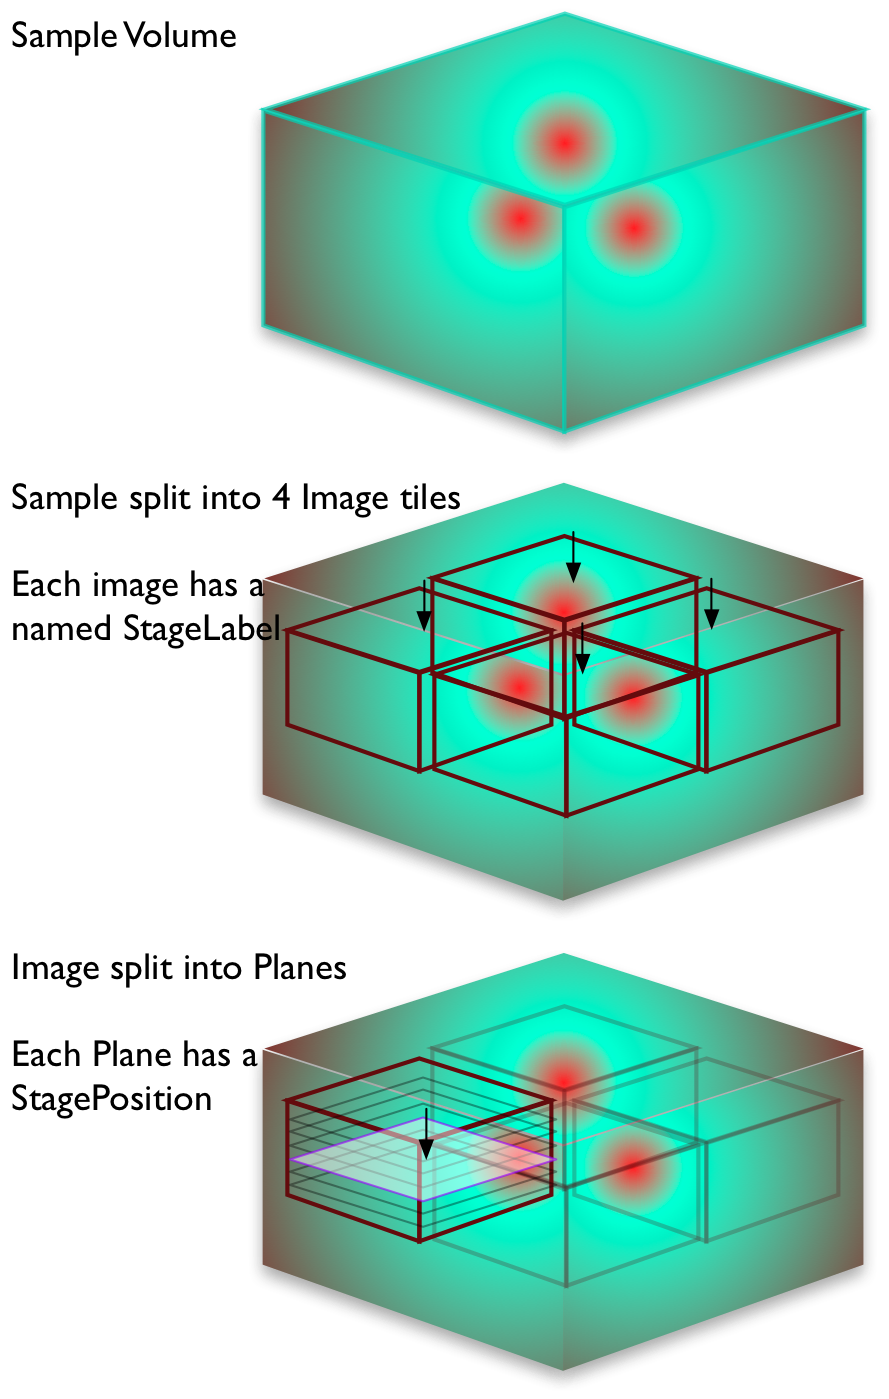 Sample Volume
Sample split into 4 Image tiles
Each image has a
named StageLabel
Image split into Planes
Each Plane has a
StagePosition